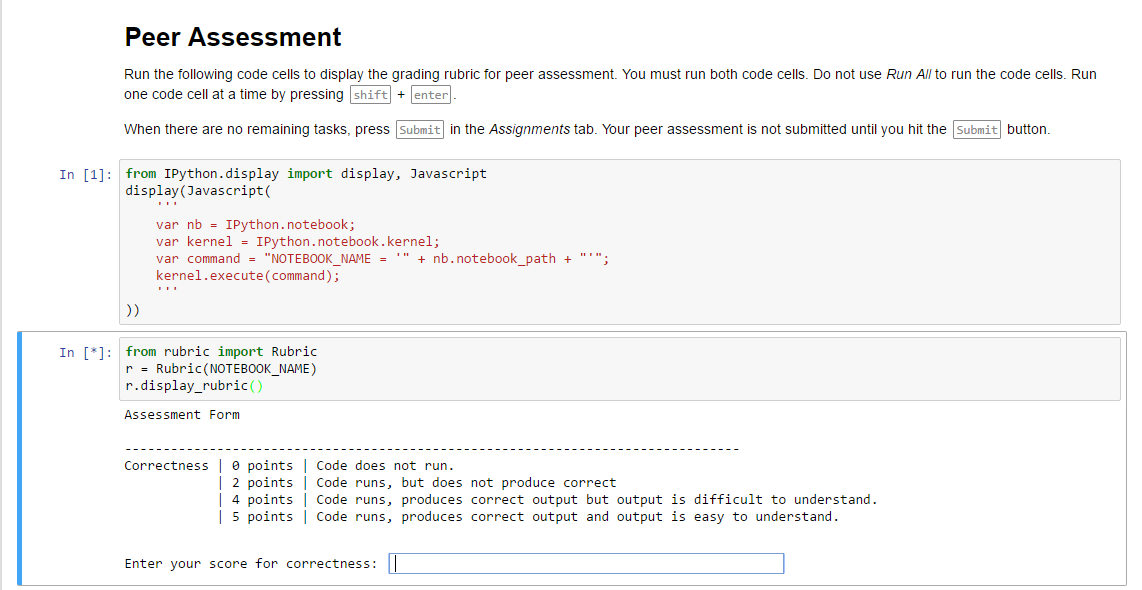 Peer Assessment
Run the following code cells to display the grading rubric for peer assessment. You must run both code cells. Do not use Run All to run the code cells. Run
one code cell at a time by pressing shift + enter .
When there are no remaining tasks, press Submit in the Assignments tab. Your peer assessment is not submitted until you hit the Submit button.
In [1]: from IPython.display import display, Javascript
display(Javascript(
    '''
    var nb = IPython.notebook;
    var kernel = IPython.notebook.kernel;
    var command = "NOTEBOOK_NAME = '" + nb.notebook_path + "'";
    kernel.execute(command);
    '''
))
In [*]: from rubric import Rubric
r = Rubric(NOTEBOOK_NAME)
r.display_rubric()
Assessment Form
--------------------------------------------------------------------------------
Correctness | 0 points | Code does not run.
            | 2 points | Code runs, but does not produce correct
            | 4 points | Code runs, produces correct output but output is difficult to understand.
            | 5 points | Code runs, produces correct output and output is easy to understand.
Enter your score for correctness: